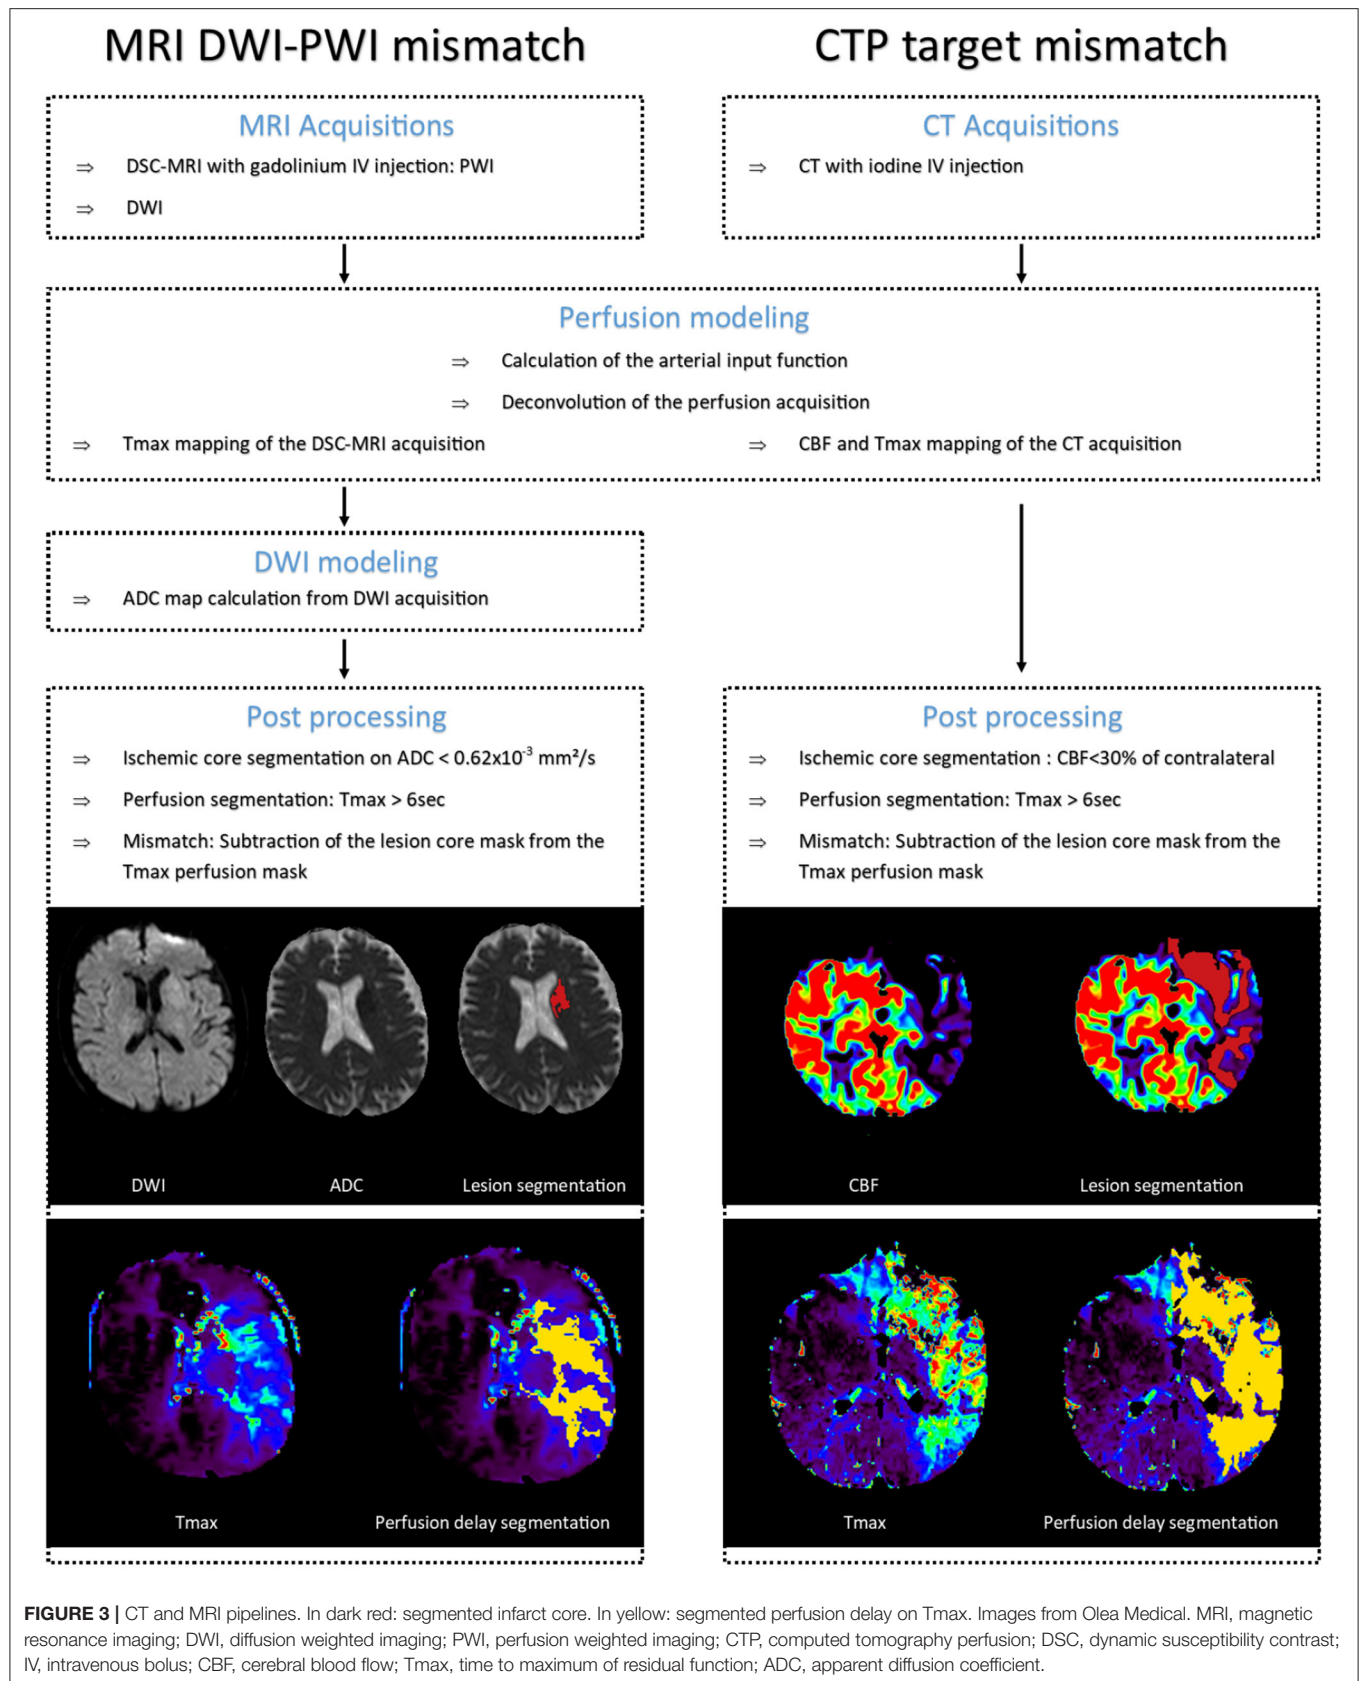 MRI DWI-PWI mismatch
CTP target mismatch
MRI Acquisitions
⇒ DSC-MRI with gadolinium IV injection: PWI
⇒ DWI
CT Acquisitions
⇒ CT with iodine IV injection
Perfusion modeling
⇒ Calculation of the arterial input function
⇒ Deconvolution of the perfusion acquisition
⇒ Tmax mapping of the DSC-MRI acquisition
⇒ CBF and Tmax mapping of the CT acquisition
DWI modeling
⇒ ADC map calculation from DWI acquisition
Post processing
⇒ Ischemic core segmentation on ADC < 0.62x10⁻³ mm²/s
⇒ Perfusion segmentation: Tmax > 6sec
⇒ Mismatch: Subtraction of the lesion core mask from the
Tmax perfusion mask
DWI
ADC
Lesion segmentation
Tmax
Perfusion delay segmentation
Post processing
⇒ Ischemic core segmentation : CBF<30% of contralateral
⇒ Perfusion segmentation: Tmax > 6sec
⇒ Mismatch: Subtraction of the lesion core mask from the
Tmax perfusion mask
CBF
Lesion segmentation
Tmax
Perfusion delay segmentation
FIGURE 3 | CT and MRI pipelines. In dark red: segmented infarct core. In yellow: segmented perfusion delay on Tmax. Images from Olea Medical. MRI, magnetic
resonance imaging; DWI, diffusion weighted imaging; PWI, perfusion weighted imaging; CTP, computed tomography perfusion; DSC, dynamic susceptibility contrast;
IV, intravenous bolus; CBF, cerebral blood flow; Tmax, time to maximum of residual function; ADC, apparent diffusion coefficient.